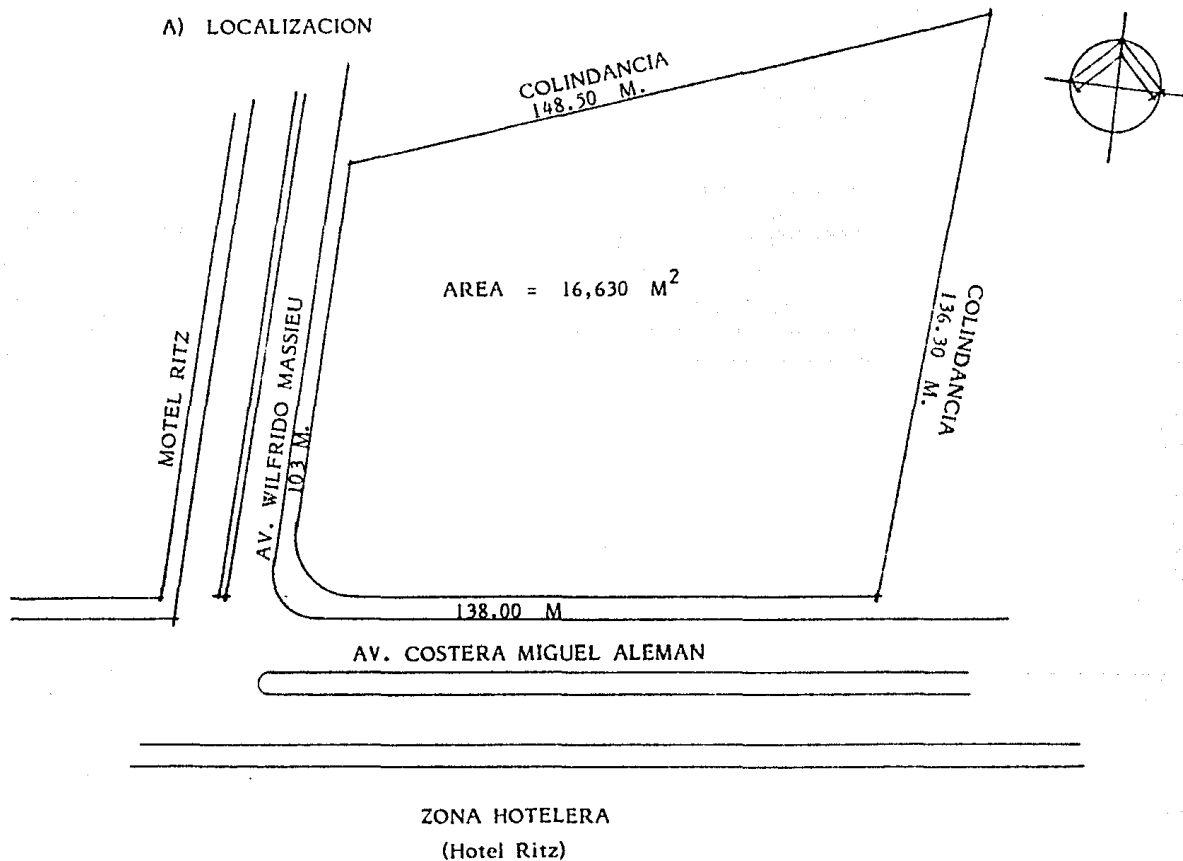 A) LOCALIZACION
COLINDANCIA
148.50 M.
AREA = 16,630 M²
COLINDANCIA
136.30 M.
MOTEL RITZ
AV. WILFRIDO MASSIEU
103 M.
138.00 M
AV. COSTERA MIGUEL ALEMAN
ZONA HOTELERA
(Hotel Ritz)